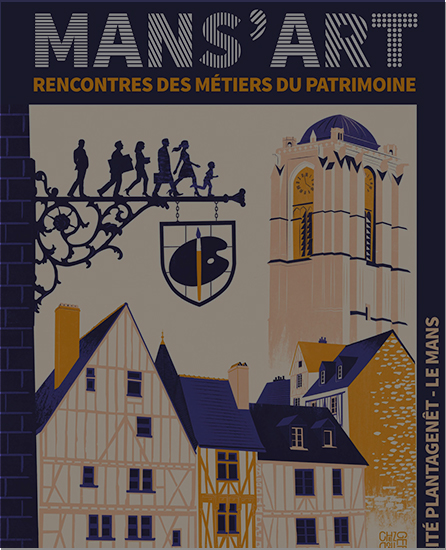 MANS'ART
RENCONTRES DES MÉTIERS DU PATRIMOINE
ITÉ PLANTAGENÊT - LE MANS